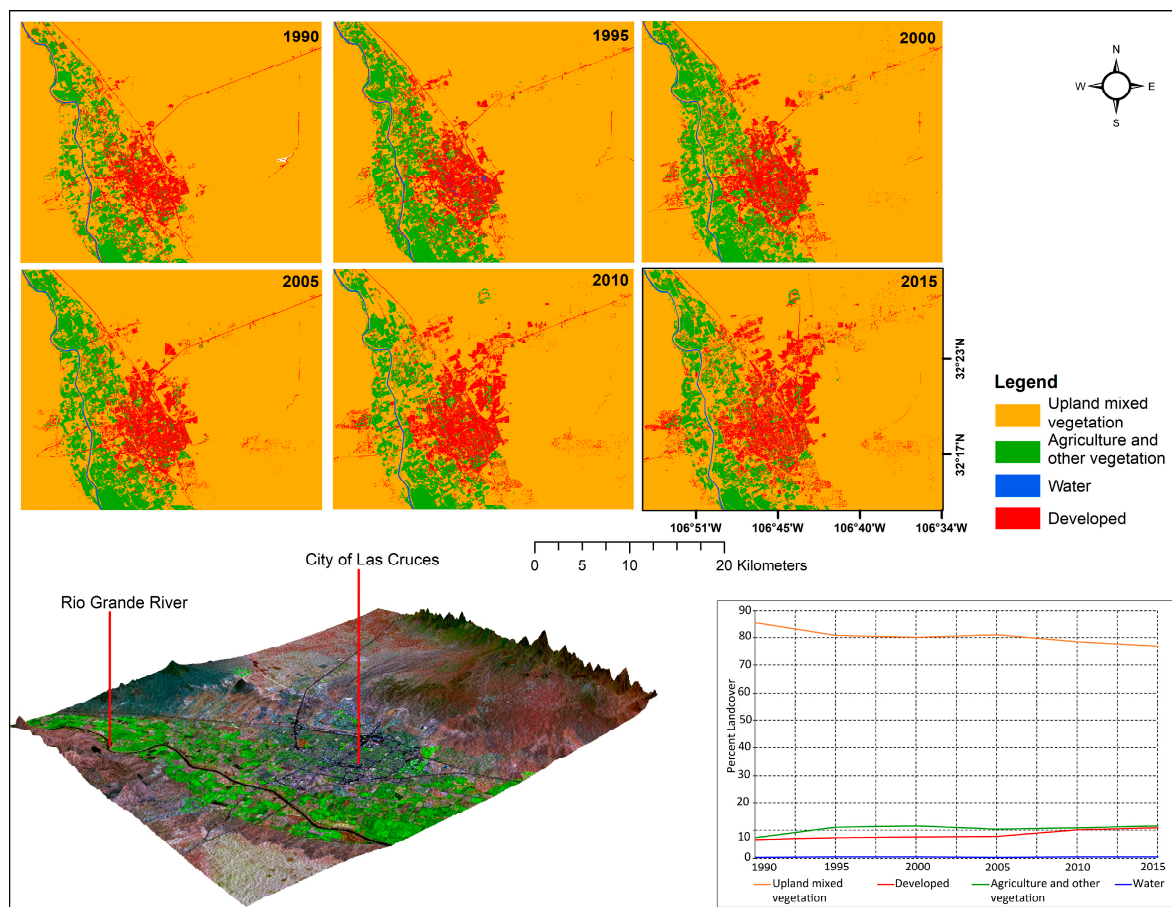 1990
1995
2000
N
W
E
S
2005
2010
2015
32°23'N
32°17'N
106°51'W
106°45'W
106°40'W
106°34'W
Legend
Upland mixed
vegetation
Agriculture and
other vegetation
Water
Developed
0
5
10
20 Kilometers
City of Las Cruces
Rio Grande River
Percent Landcover
90
80
70
60
50
40
30
20
10
0
1990
1995
2000
2005
2010
2015
Upland mixed
vegetation
Developed
Agriculture and other
vegetation
Water